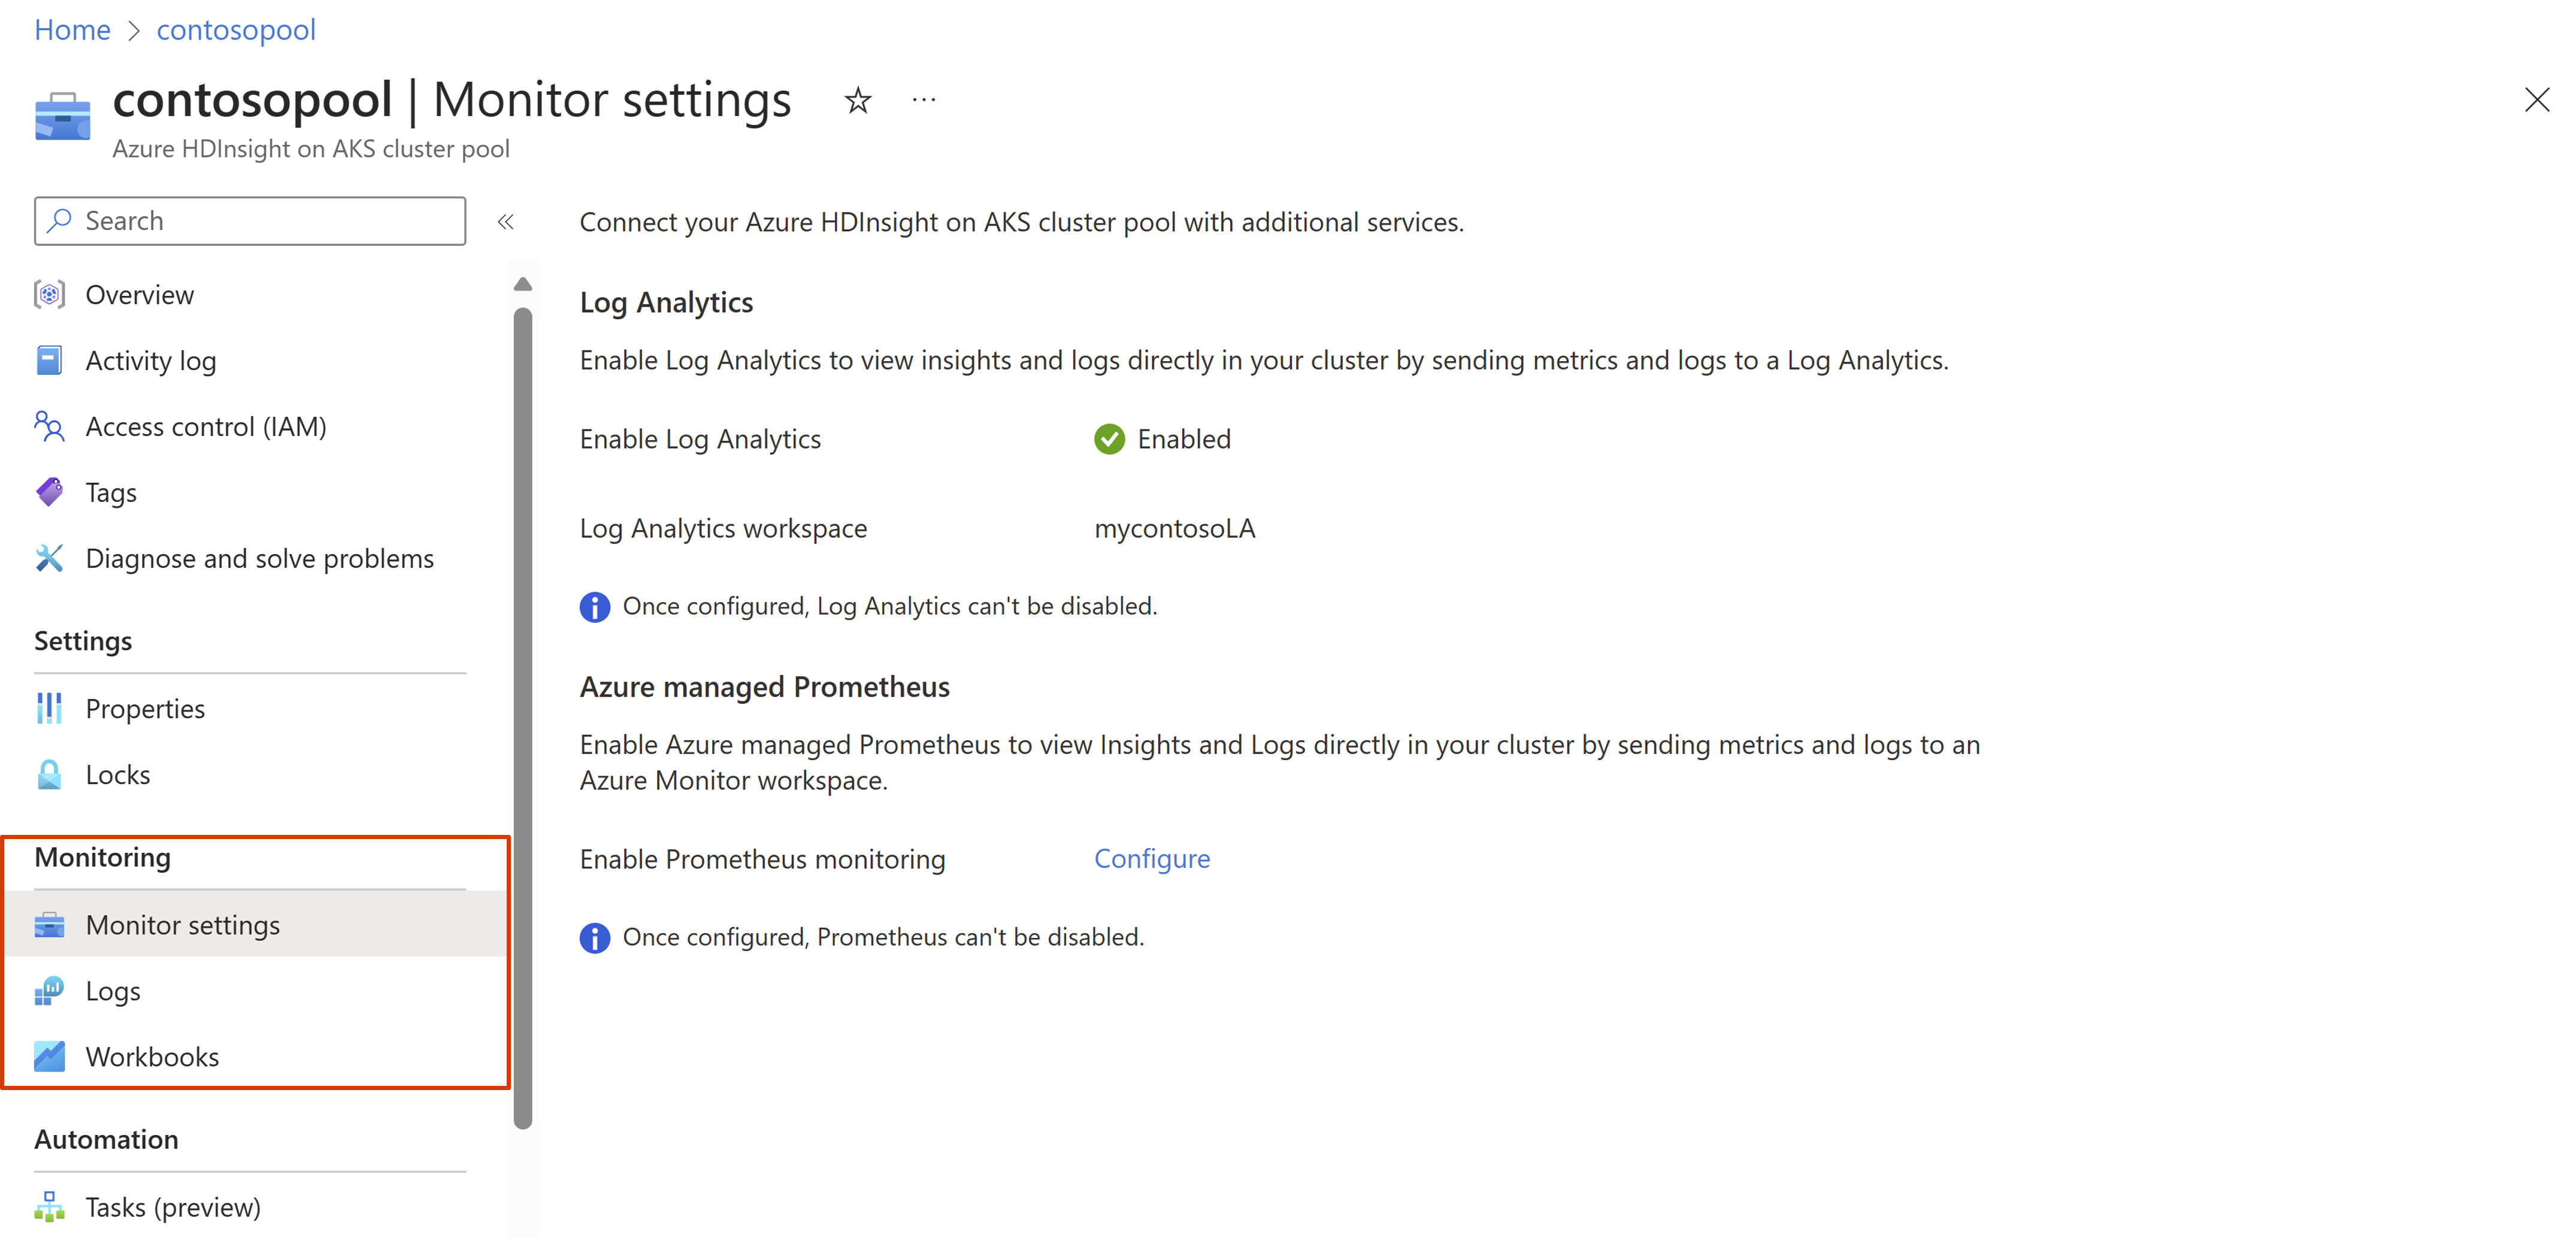 Home > contosopool
contosopool | Monitor settings
Azure HDInsight on AKS cluster pool
Search
Overview
Activity log
Access control (IAM)
Tags
Diagnose and solve problems
Settings
Properties
Locks
Monitoring
Monitor settings
Logs
Workbooks
Automation
Tasks (preview)
Connect your Azure HDInsight on AKS cluster pool with additional services.
Log Analytics
Enable Log Analytics to view insights and logs directly in your cluster by sending metrics and logs to a Log Analytics.
Enable Log Analytics Enabled
Log Analytics workspace mycontosoLA
Once configured, Log Analytics can't be disabled.
Azure managed Prometheus
Enable Azure managed Prometheus to view Insights and Logs directly in your cluster by sending metrics and logs to an
Azure Monitor workspace.
Enable Prometheus monitoring Configure
Once configured, Prometheus can't be disabled.